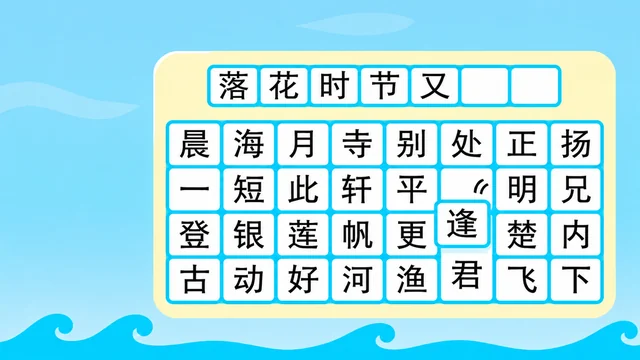 落花时节又
晨海月寺别处正扬
一短此轩平明兄
登银莲帆更逢楚内
古动好河渔君飞下